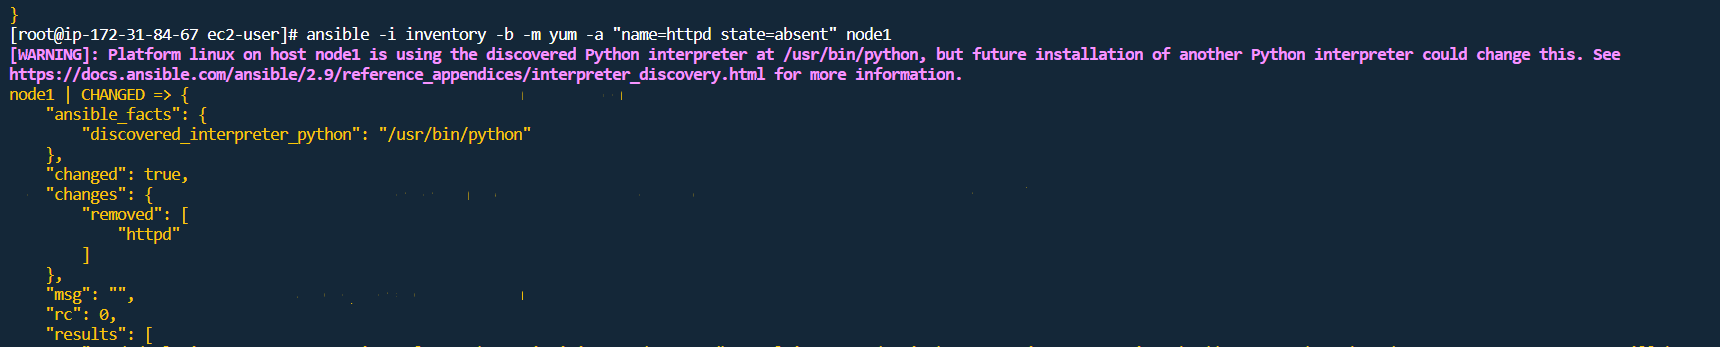 }
[root@ip-172-31-84-67 ec2-user]# ansible -i inventory -b -m yum -a "name=httpd state=absent" node1
[WARNING]: Platform linux on host node1 is using the discovered Python interpreter at /usr/bin/python, but future installation of another Python interpreter could change this. See
https://docs.ansible.com/ansible/2.9/reference_appendices/interpreter_discovery.html for more information.
node1 | CHANGED => {
    "ansible_facts": {
        "discovered_interpreter_python": "/usr/bin/python"
    },
    "changed": true,
    "changes": {
        "removed": [
            "httpd"
        ]
    },
    "msg": "",
    "rc": 0,
    "results": [